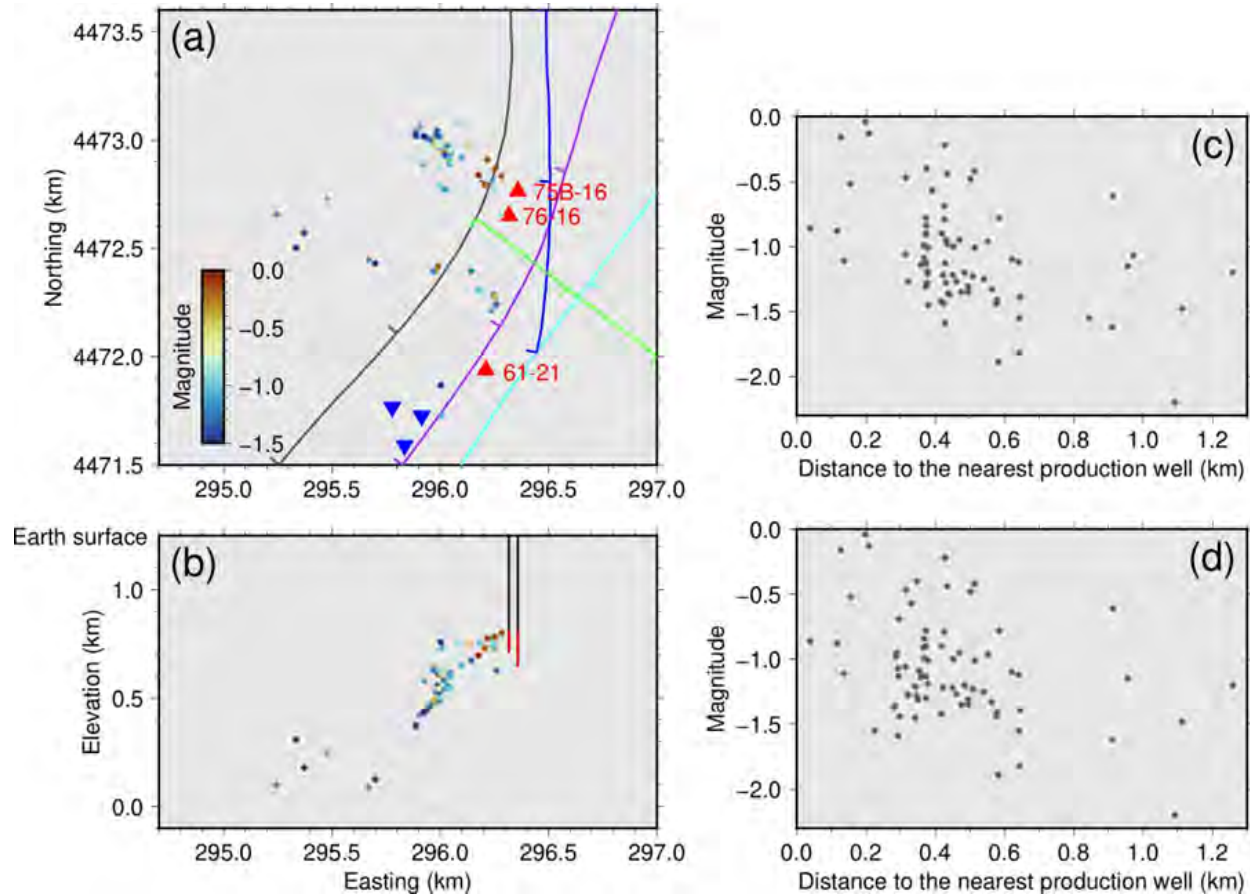 (a)
4473.5
4473.0
4472.5
4472.0
4471.5
Northing (km)
75B-16
76-16
61-21
Magnitude
0.0
−0.5
−1.0
−1.5
295.0 295.5 296.0 296.5 297.0
Earth surface
(b)
1.0
0.5
0.0
Elevation (km)
295.0 295.5 296.0 296.5 297.0
Easting (km)
(c)
0.0
−0.5
−1.0
−1.5
−2.0
Magnitude
0.0 0.2 0.4 0.6 0.8 1.0 1.2
Distance to the nearest production well (km)
(d)
0.0
−0.5
−1.0
−1.5
−2.0
Magnitude
0.0 0.2 0.4 0.6 0.8 1.0 1.2
Distance to the nearest production well (km)